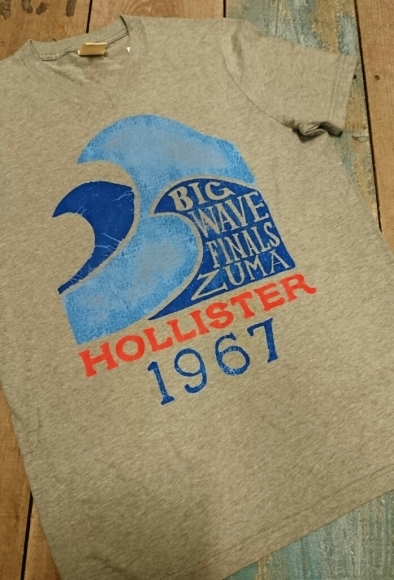 BIG
WAVE
FINALS
ZUMA
HOLLISTER
1967